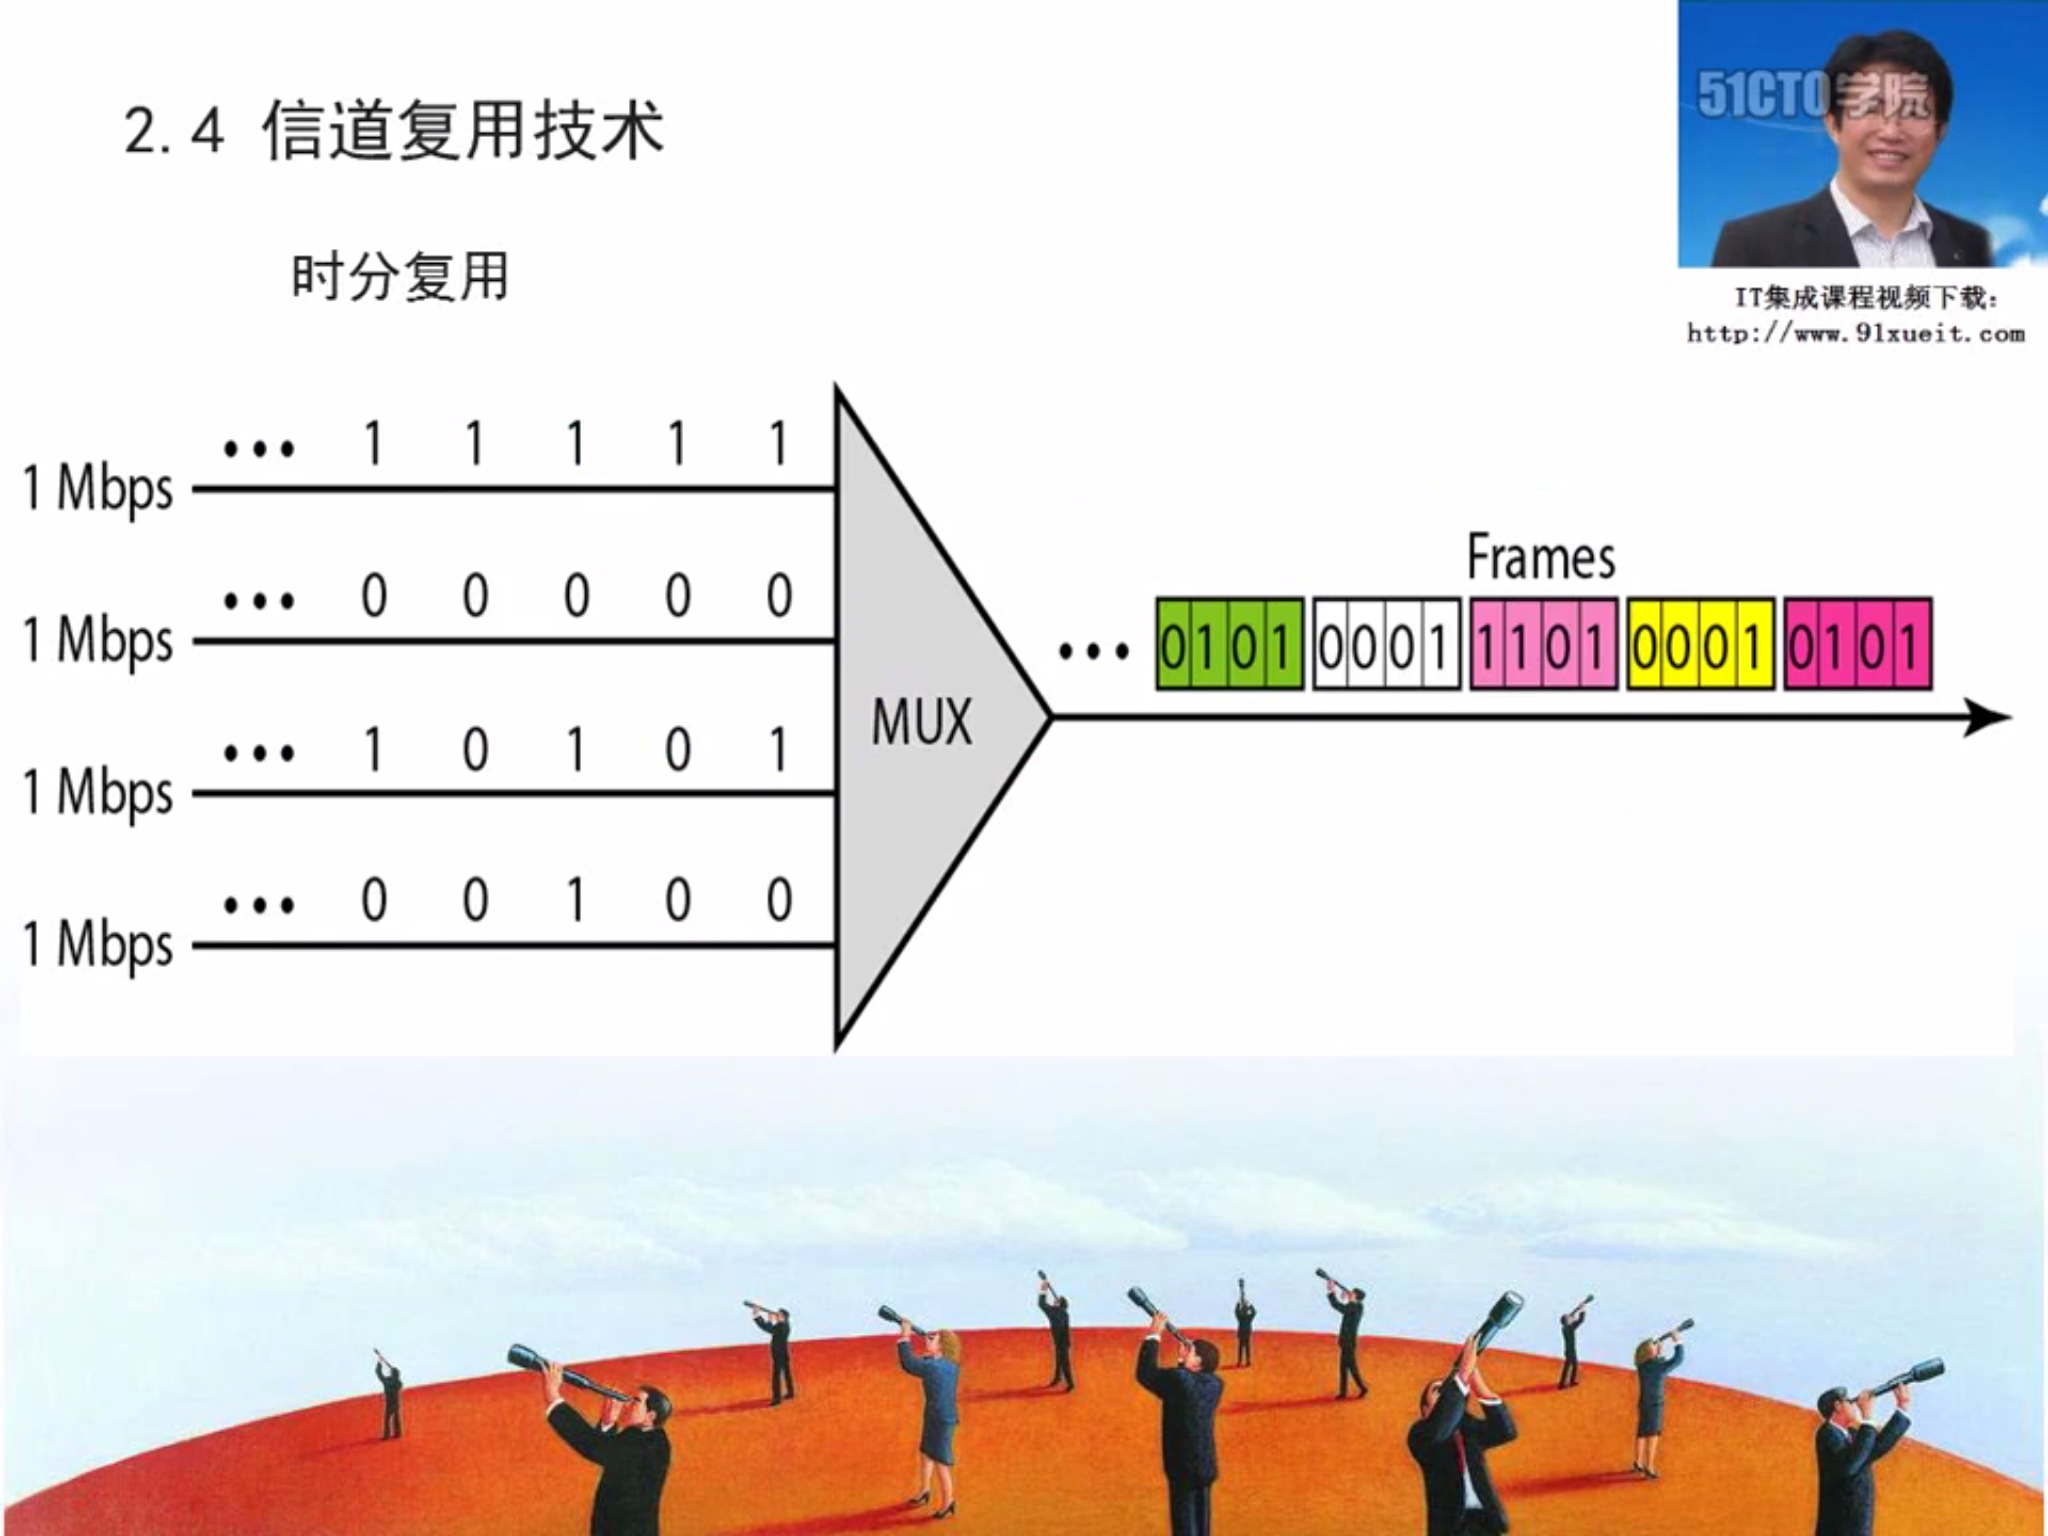 51CTO学院
2.4 信道复用技术
时分复用
IT集成课程视频下载:
http://www.91xueit.com
••• 1 1 1 1 1
1 Mbps
••• 0 0 0 0 0
1 Mbps
••• 1 0 1 0 1
1 Mbps
••• 0 0 1 0 0
1 Mbps
MUX
Frames
••• 0101 0001 1101 0001 0101